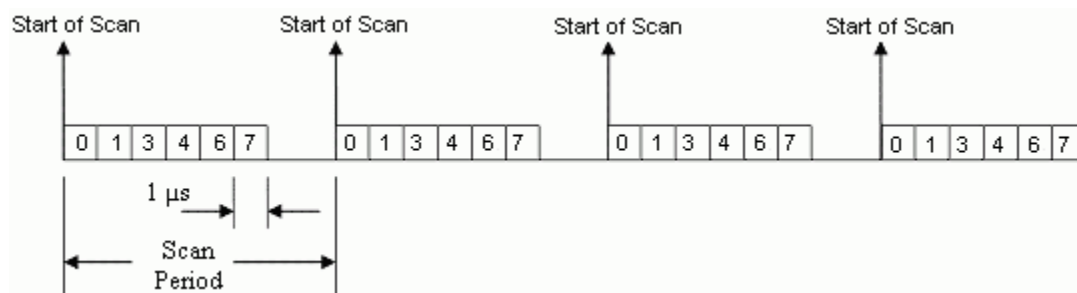 Start of Scan Start of Scan Start of Scan Start of Scan
0 1 3 4 6 7 0 1 3 4 6 7 0 1 3 4 6 7 0 1 3 4 6 7
1 µs
Scan
Period